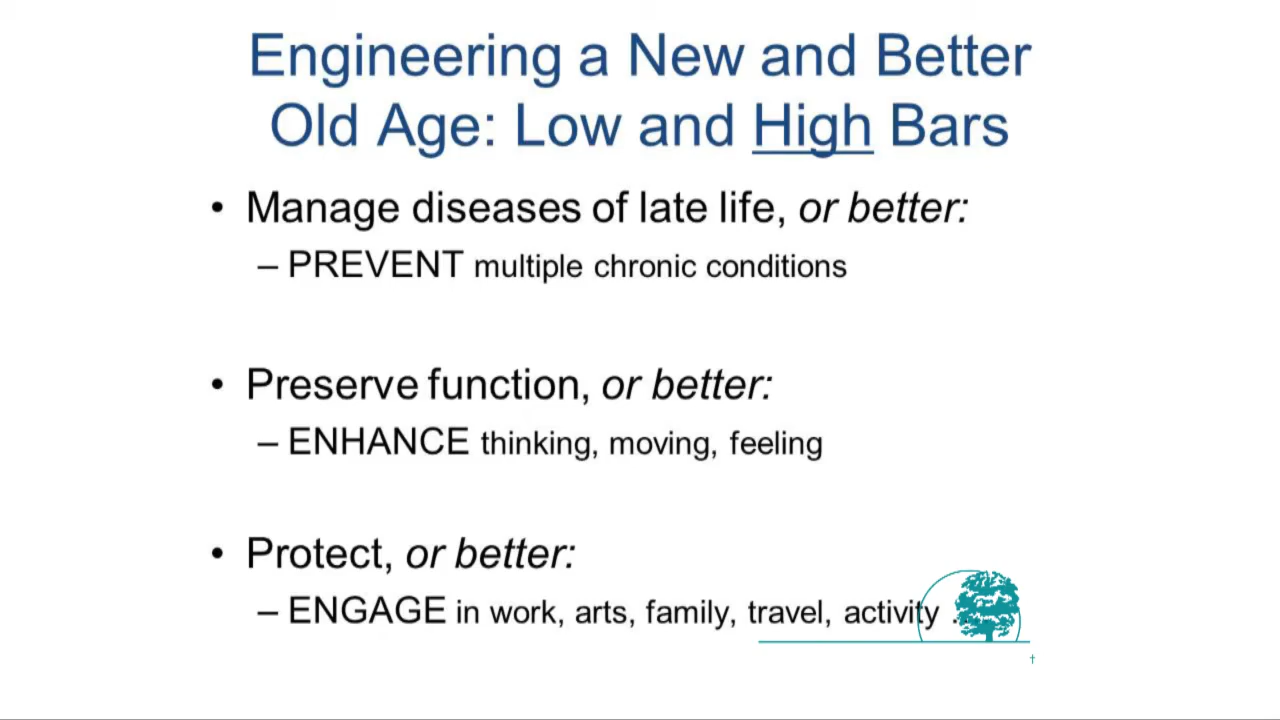 Engineering a New and Better
Old Age: Low and High Bars
• Manage diseases of late life, or better:
– PREVENT multiple chronic conditions
• Preserve function, or better:
– ENHANCE thinking, moving, feeling
• Protect, or better:
– ENGAGE in work, arts, family, travel, activity .
†